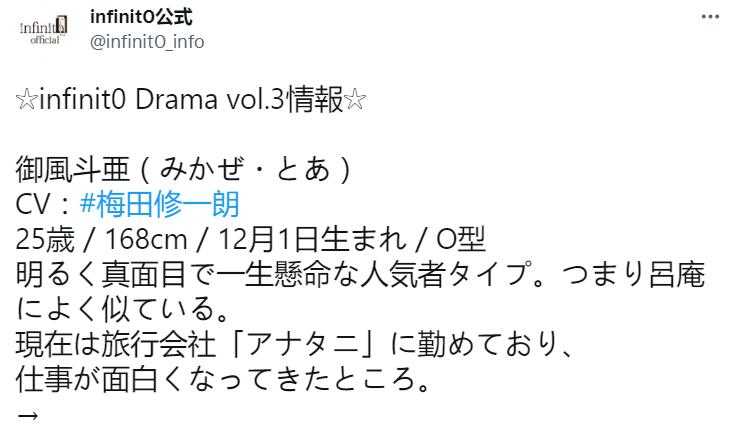 infinit0
official
infinit0公式
@infinit0_info
☆infinit0 Drama vol.3情報☆
御風斗亜(みかぜ・とあ)
CV:#梅田修一朗
25歳 / 168cm / 12月1日生まれ / O型
明るく真面目で一生懸命な人気者タイプ。つまり呂庵
によく似ている。
現在は旅行会社「アナタニ」に勤めており、
仕事が面白くなってきたところ。
→